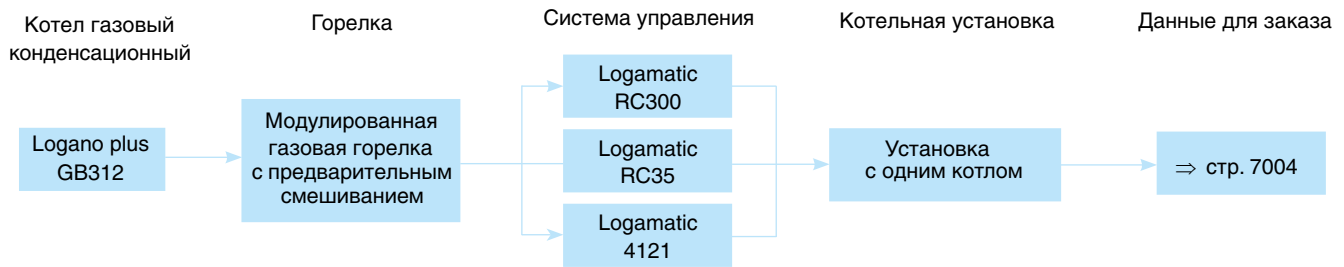 Котел газовый
конденсационный
Горелка
Система управления
Котельная установка
Данные для заказа
Logano plus
GB312
Модулированная
газовая горелка
с предварительным
смешиванием
Logamatic
RC300
Logamatic
RC35
Logamatic
4121
Установка
с одним котлом
⇒ стр. 7004